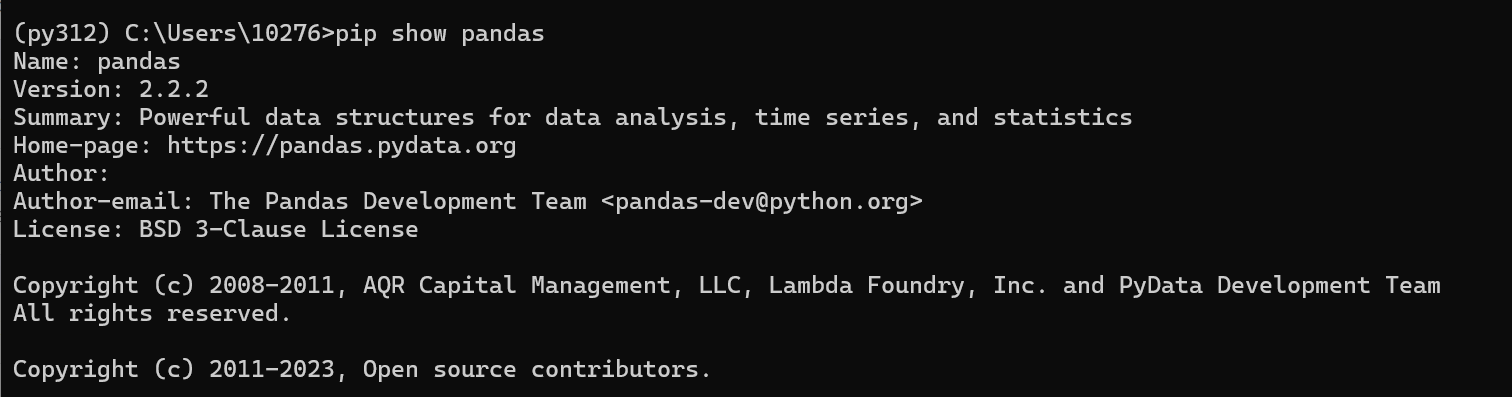 (py312) C:\Users\10276>pip show pandas
Name: pandas
Version: 2.2.2
Summary: Powerful data structures for data analysis, time series, and statistics
Home-page: https://pandas.pydata.org
Author:
Author-email: The Pandas Development Team <pandas-dev@python.org>
License: BSD 3-Clause License
Copyright (c) 2008-2011, AQR Capital Management, LLC, Lambda Foundry, Inc. and PyData Development Team
All rights reserved.
Copyright (c) 2011-2023, Open source contributors.